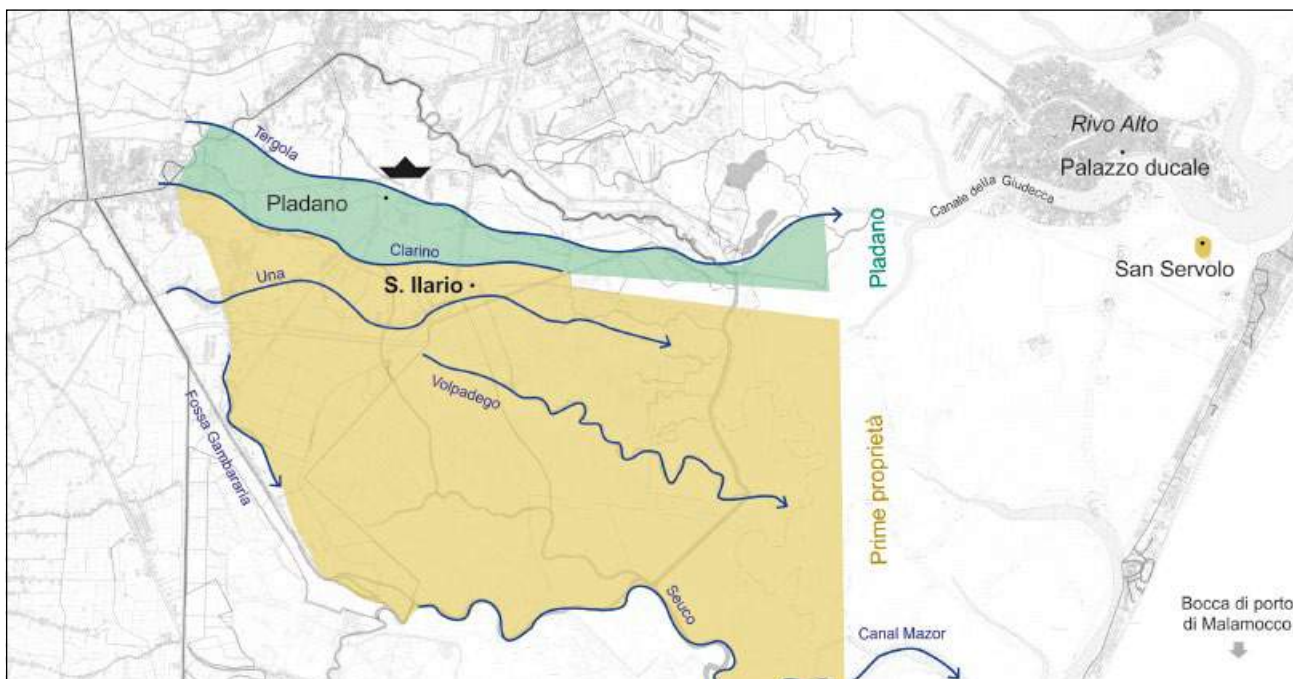 Tergola
Rivo Alto
Palazzo ducale
Canale della Giudecca
Pladano
Pladano
Clarino
San Servolo
Una
S. Ilario
Volpadego
Fossa Gambararia
Prime proprietà
Seuco
Bocca di porto
di Malamocco
Canal Mazor